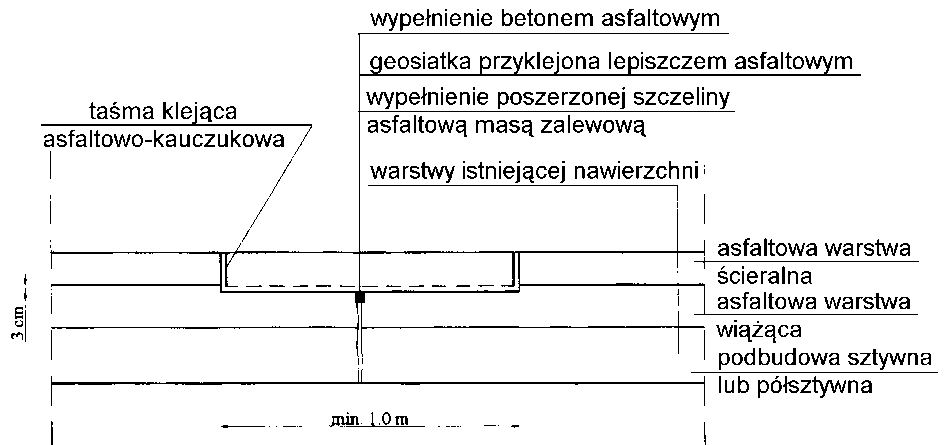 wypełnienie betonem asfaltowym
geosiatka przyklejona lepiszczem asfaltowym
wypełnienie poszerzonej szczeliny
asfaltową masą zalewową
taśma klejąca
asfaltowo-kauczukowa
warstwy istniejącej nawierzchni
asfaltowa warstwa
ścieralna
asfaltowa warstwa
wiążąca
podbudowa sztywna
lub półsztywna
3 cm
min. 1.0 m